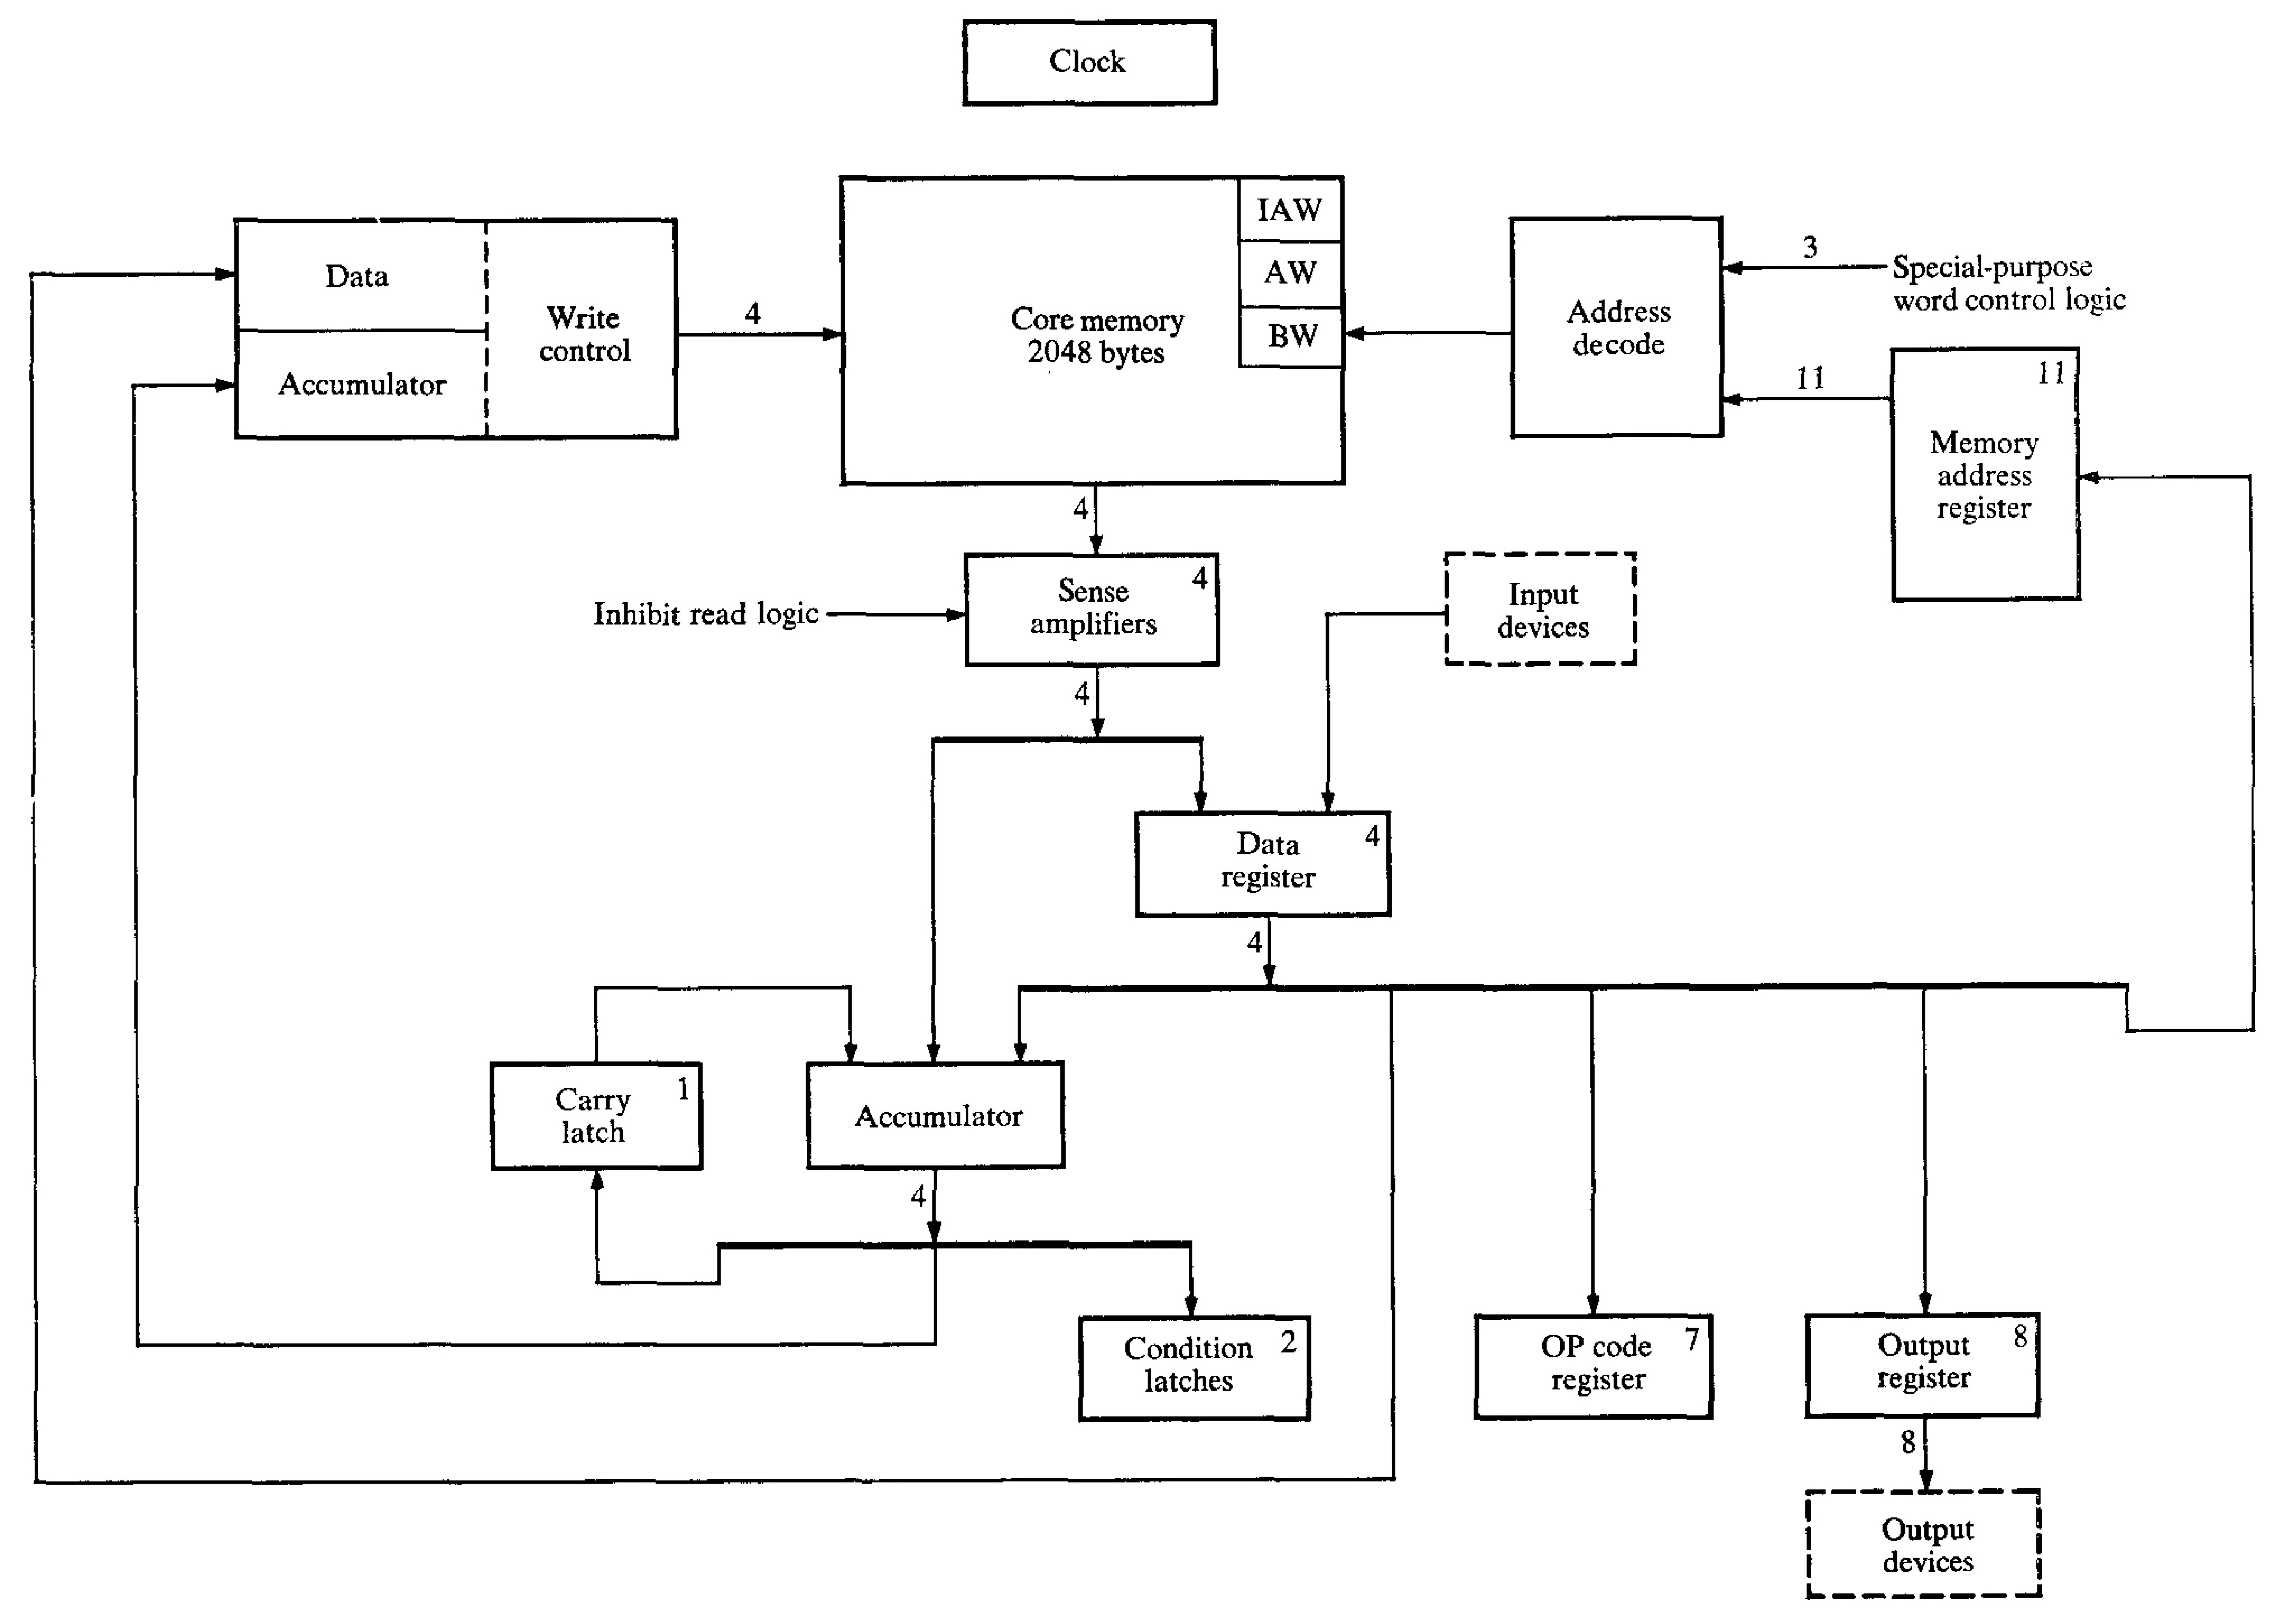 Clock
IAW
AW
BW
Data
Accumulator
Write
control
4
Core memory
2048 bytes
Address
decode
3
Special-purpose
word control logic
11
11
Memory
address
register
4
Inhibit read logic
Sense
amplifiers
4
Input
devices
4
Data
register
4
4
Carry
latch
1
Accumulator
4
Condition
latches
2
OP code
register
7
Output
register
8
8
Output
devices